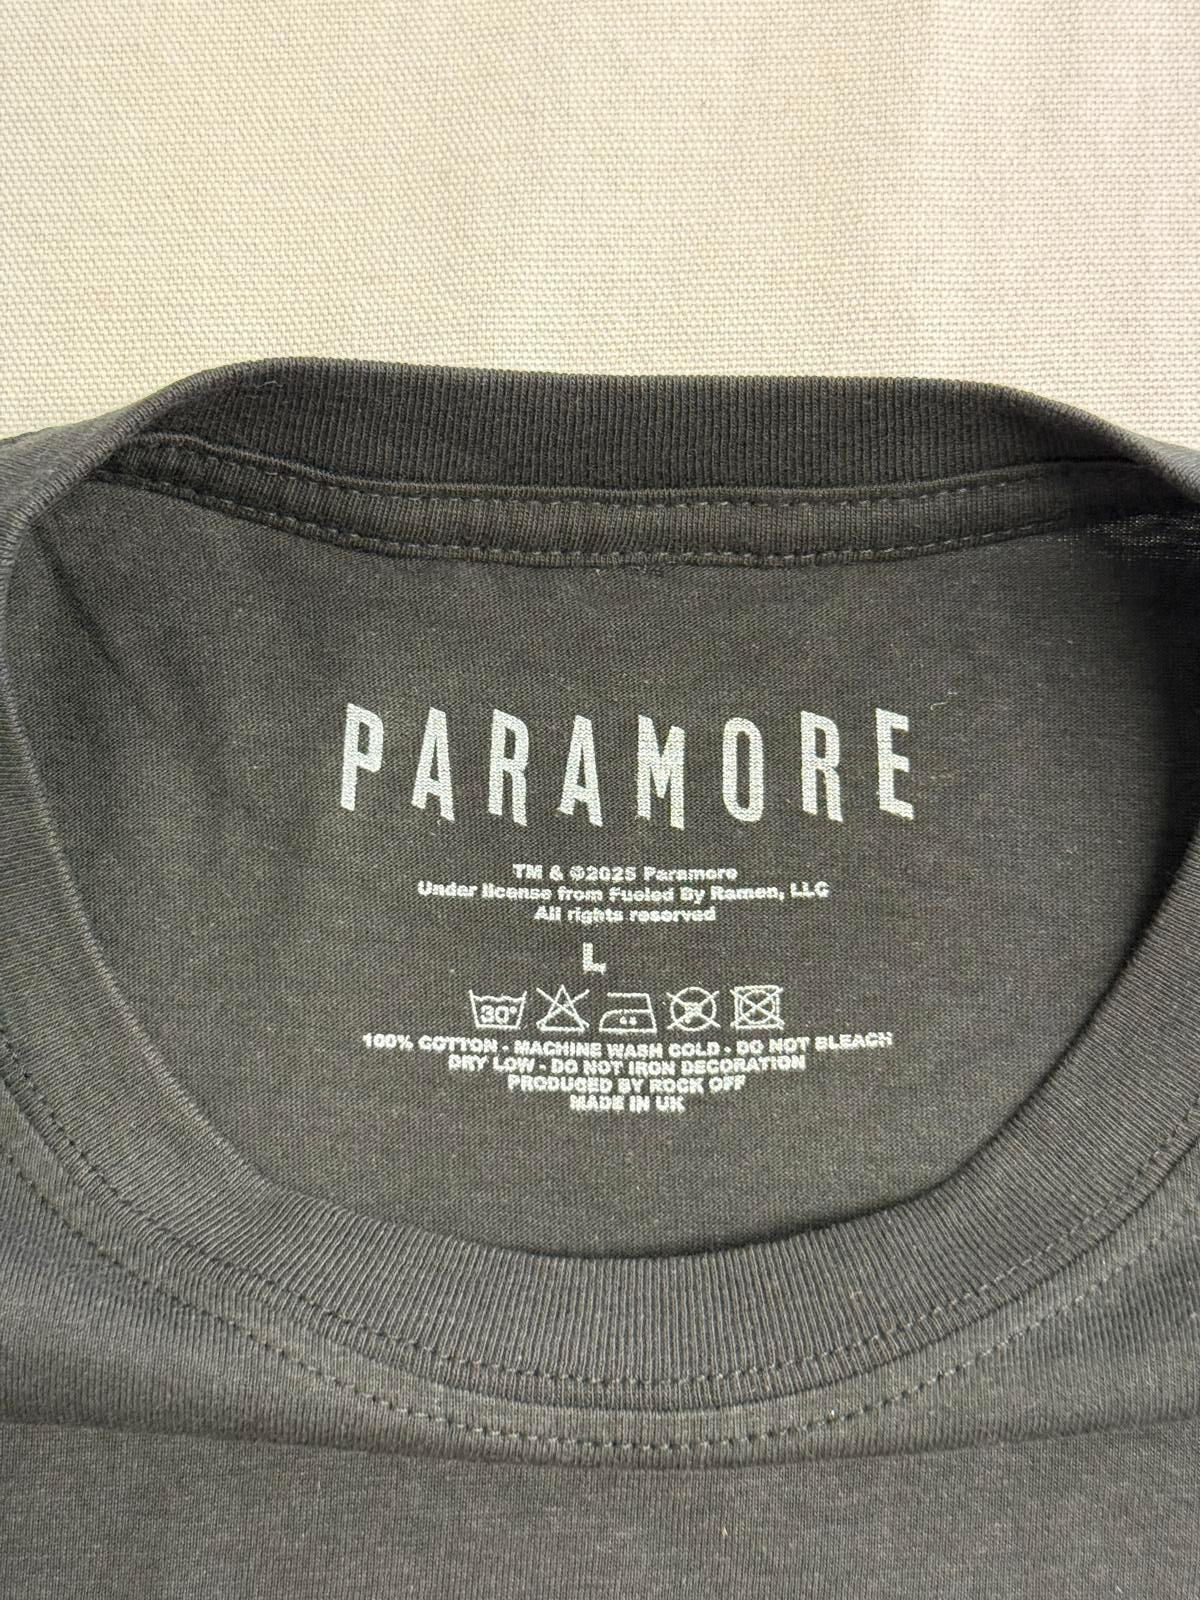 PARAMORE
TM & ©2025 Paramore
Under license from Fueled By Ramen, LLC
All rights reserved
L
30°
100% COTTON - MACHINE WASH COLD - DO NOT BLEACH
DRY LOW - DO NOT IRON DECORATION
PRODUCED BY ROCK OFF
MADE IN UK